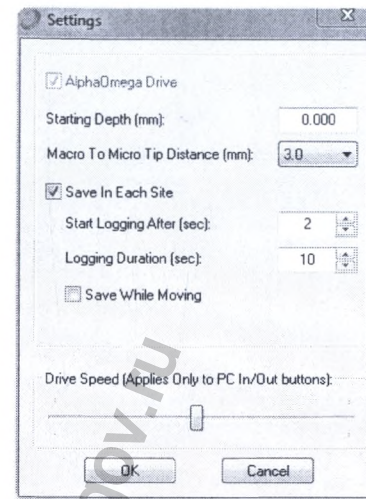 Settings
AlphaOmega Drive
Starting Depth (mm): 0.000
Macro To Micro Tip Distance (mm): 3.0
Save In Each Site
Start Logging After (sec): 2
Logging Duration (sec): 10
Save While Moving
Drive Speed (Applies Only to PC In/Out buttons):
OK Cancel